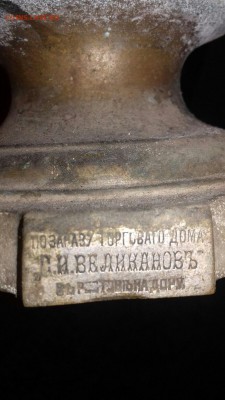 ПО ЗАКАЗУ ТОРГОВАГО ДОМА
П.И.ВЕЛИКАНОВЪ
ВЪ НА ДОНУ